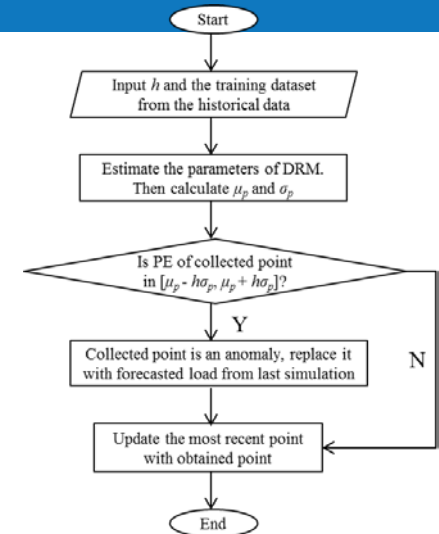 Start
Input h and the training dataset
from the historical data
Estimate the parameters of DRM.
Then calculate μp and σp
Is PE of collected point
in [μp - hσp, μp + hσp]?
Y
Collected point is an anomaly, replace it
with forecasted load from last simulation
N
Update the most recent point
with obtained point
End